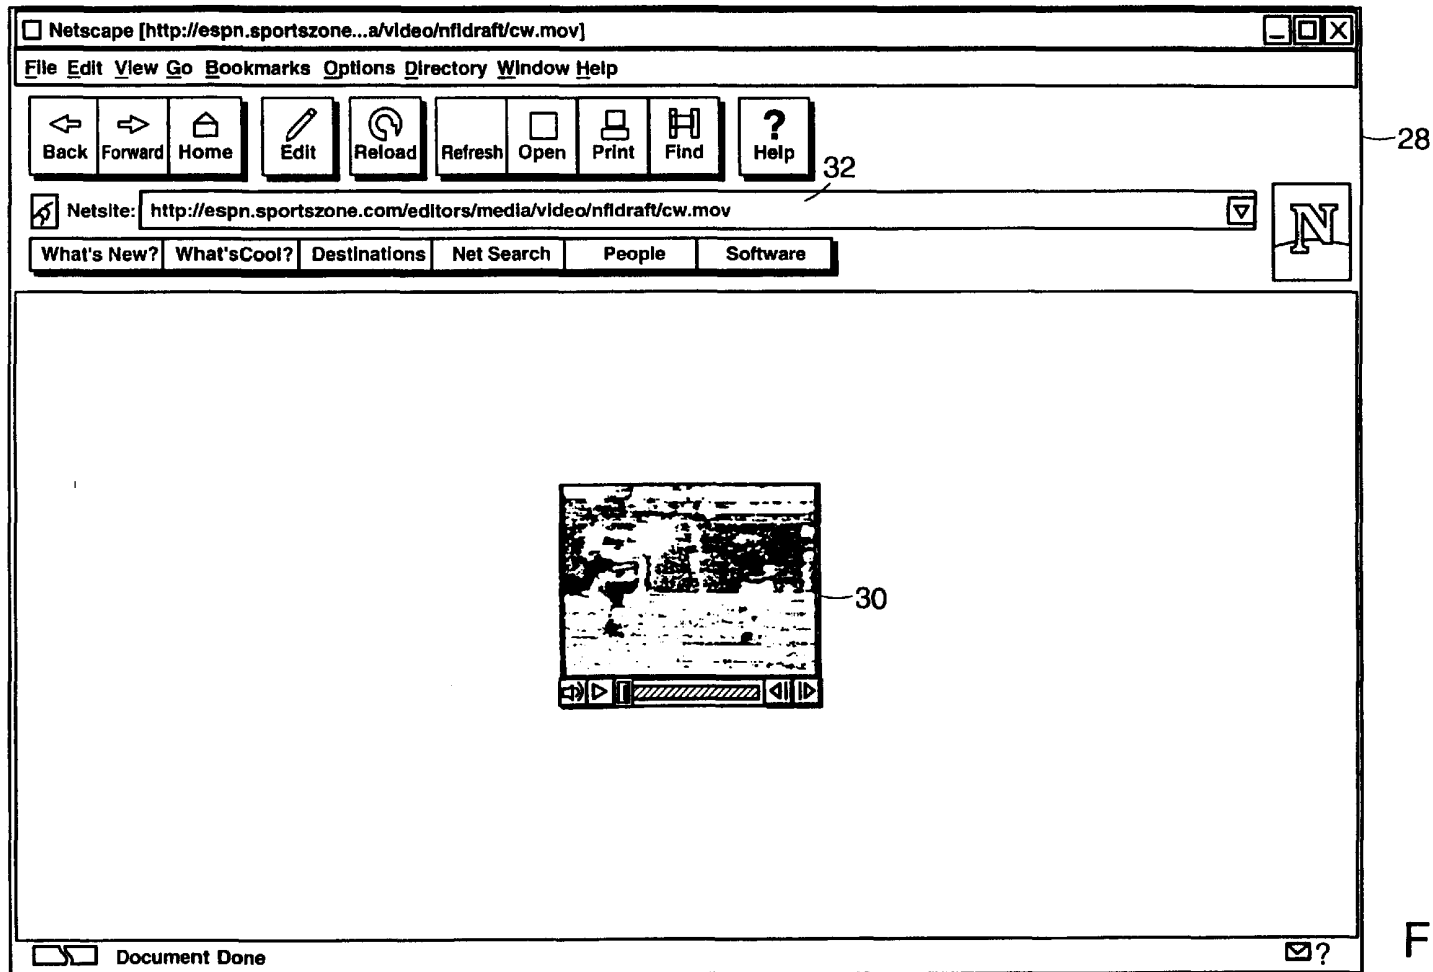 Netscape [http://espn.sportszone...a/video/nfldraft/cw.mov]
File Edit View Go Bookmarks Options Directory Window Help
Back Forward Home Edit Reload Refresh Open Print Find Help
28
32
Netsite: http://espn.sportszone.com/editors/media/video/nfldraft/cw.mov
N
What's New? What'sCool? Destinations Net Search People Software
30
F
Document Done ?